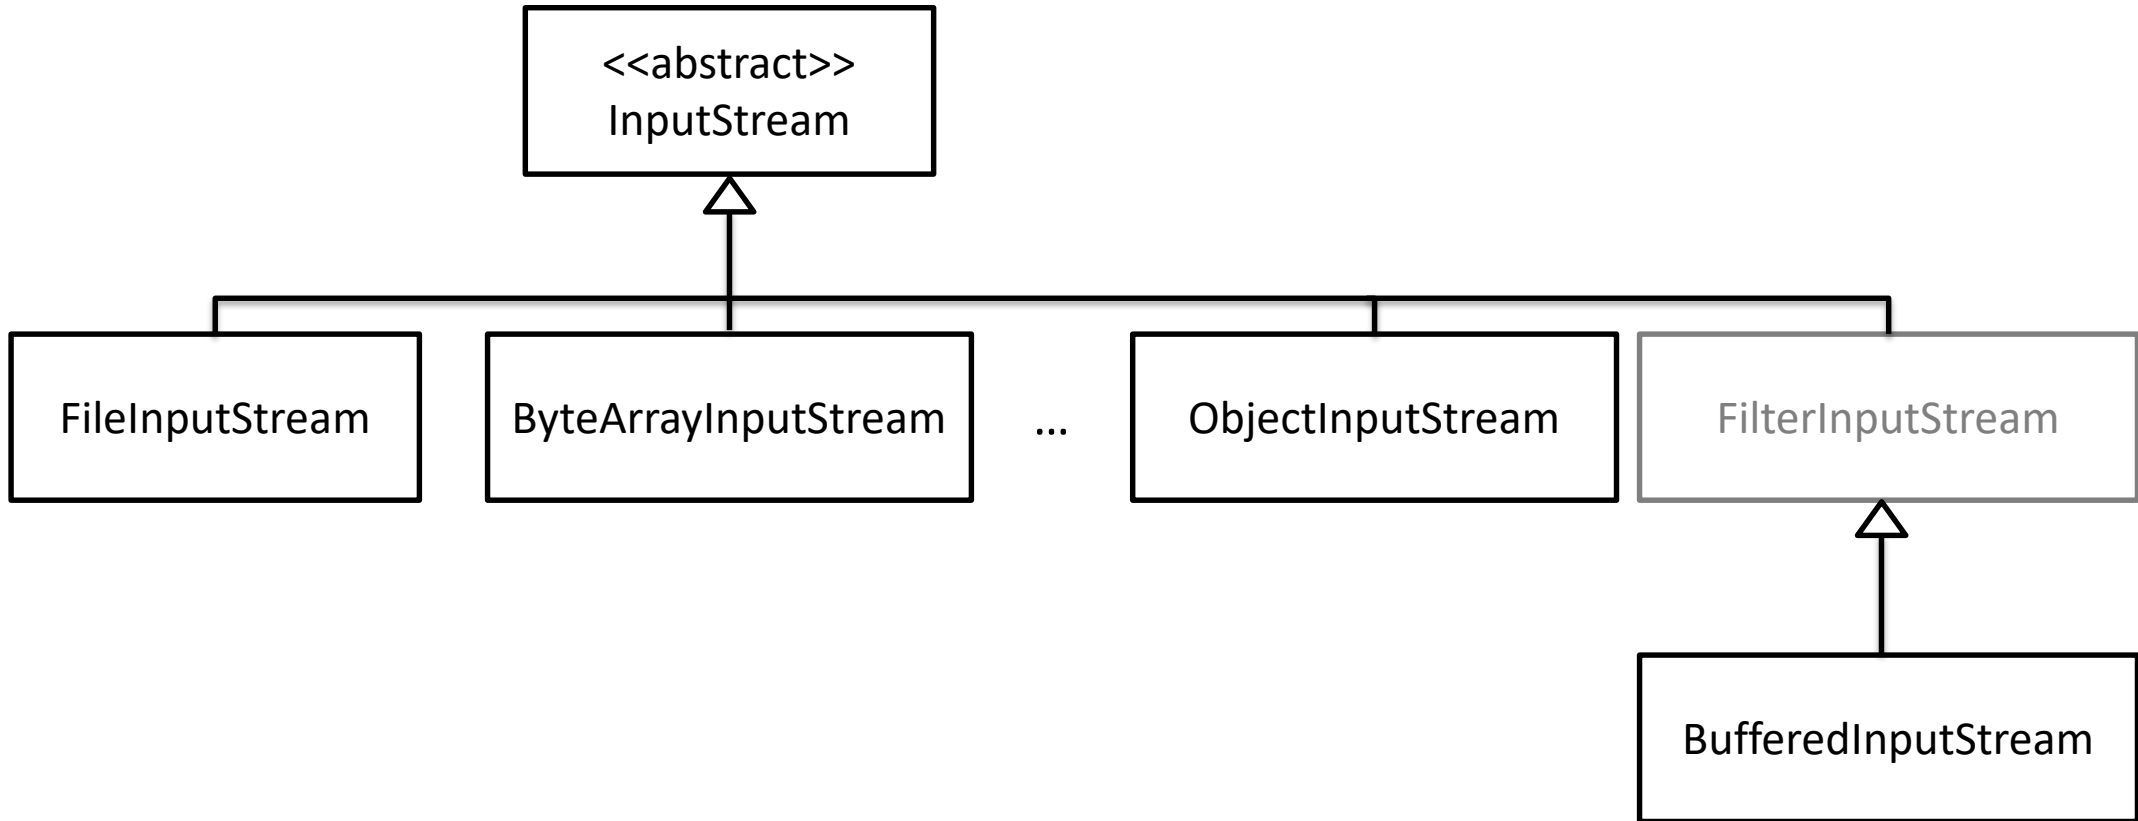 <<abstract>>
InputStream
FileInputStream
ByteArrayInputStream
...
ObjectInputStream
FilterInputStream
BufferedInputStream